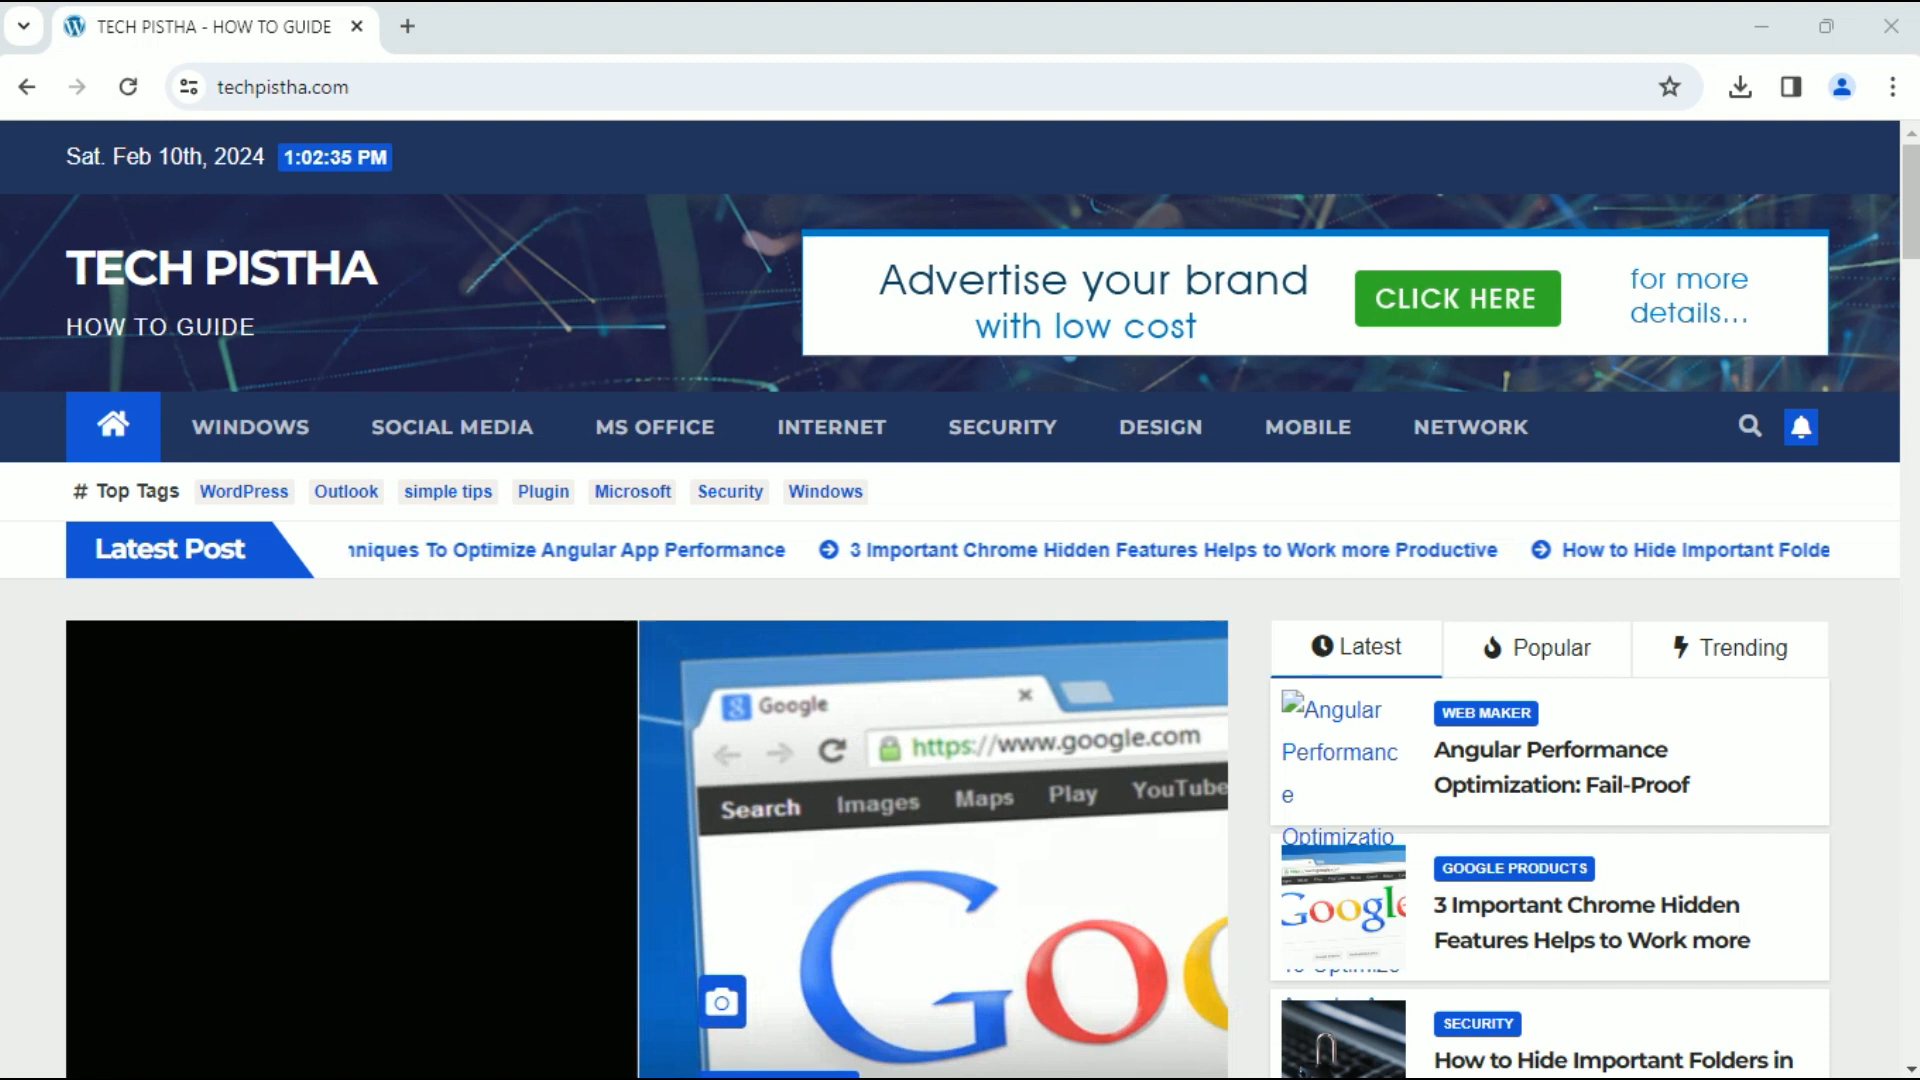 TECH PISTHA - HOW TO GUIDE
techpistha.com
Sat. Feb 10th, 2024 1:02:35 PM
TECH PISTHA
HOW TO GUIDE
Advertise your brand
with low cost
CLICK HERE
for more
details...
WINDOWS SOCIAL MEDIA MS OFFICE INTERNET SECURITY DESIGN MOBILE NETWORK
# Top Tags WordPress Outlook simple tips Plugin Microsoft Security Windows
Latest Post
niques To Optimize Angular App Performance 3 Important Chrome Hidden Features Helps to Work more Productive How to Hide Important Folde
Google
https://www.google.com
Search Images Maps Play YouTube
Goo
Latest Popular Trending
Angular
Performanc
e
Optimizatio
WEB MAKER
Angular Performance
Optimization: Fail-Proof
Google
GOOGLE PRODUCTS
3 Important Chrome Hidden
Features Helps to Work more
SECURITY
How to Hide Important Folders in